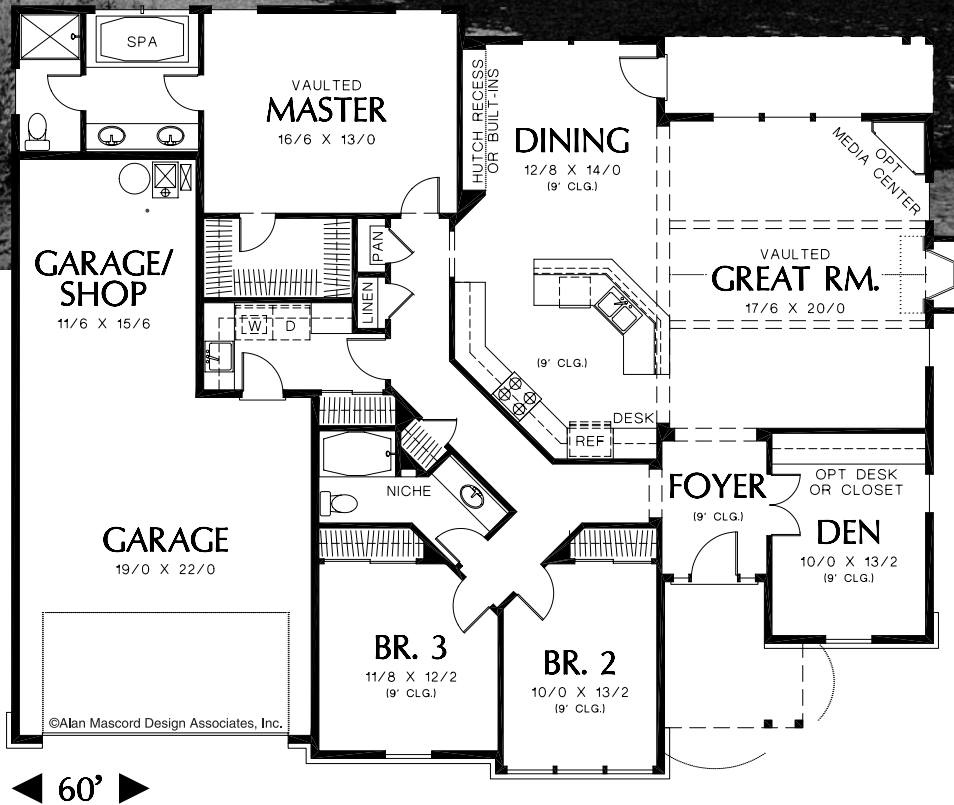 SPA
VAULTED
MASTER
16/6 X 13/0
HUTCH RECESS
OR BUILT-INS
DINING
12/8 X 14/0
(9' CLG.)
OPT
MEDIA CENTER
GARAGE/
SHOP
11/6 X 15/6
PAN
LINEN
W
D
VAULTED
GREAT RM.
17/6 X 20/0
(9' CLG.)
DESK
REF
NICHE
FOYER
(9' CLG.)
OPT DESK
OR CLOSET
DEN
10/0 X 13/2
(9' CLG.)
GARAGE
19/0 X 22/0
BR. 3
11/8 X 12/2
(9' CLG.)
BR. 2
10/0 X 13/2
(9' CLG.)
©Alan Mascord Design Associates, Inc.
◀ 60’ ▶